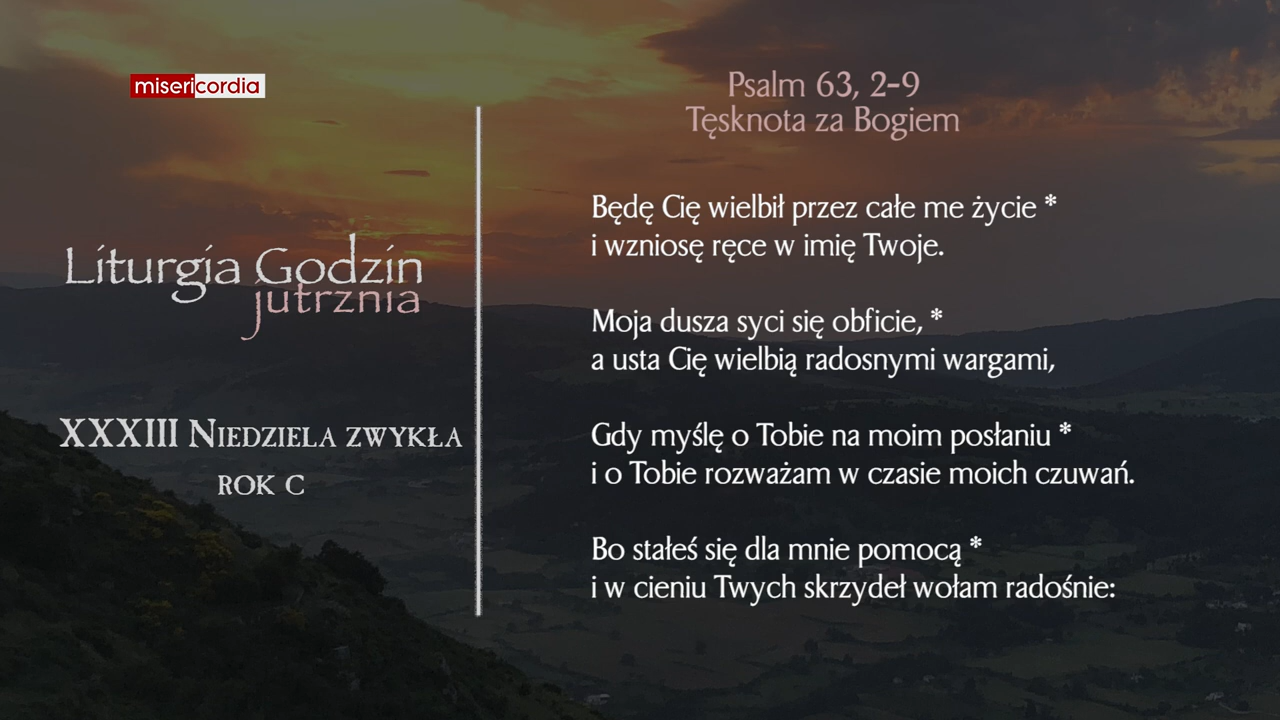 misericordia
Liturgia Godzin
jutrznia
XXXIII Niedziela zwykła
rok C
Psalm 63, 2-9
Tęsknota za Bogiem
Będę Cię wielbił przez całe me życie *
i wzniosę ręce w imię Twoje.
Moja dusza syci się obficie, *
a usta Cię wielbią radosnymi wargami,
Gdy myślę o Tobie na moim posłaniu *
i o Tobie rozważam w czasie moich czuwań.
Bo stałeś się dla mnie pomocą *
i w cieniu Twych skrzydeł wołam radośnie: